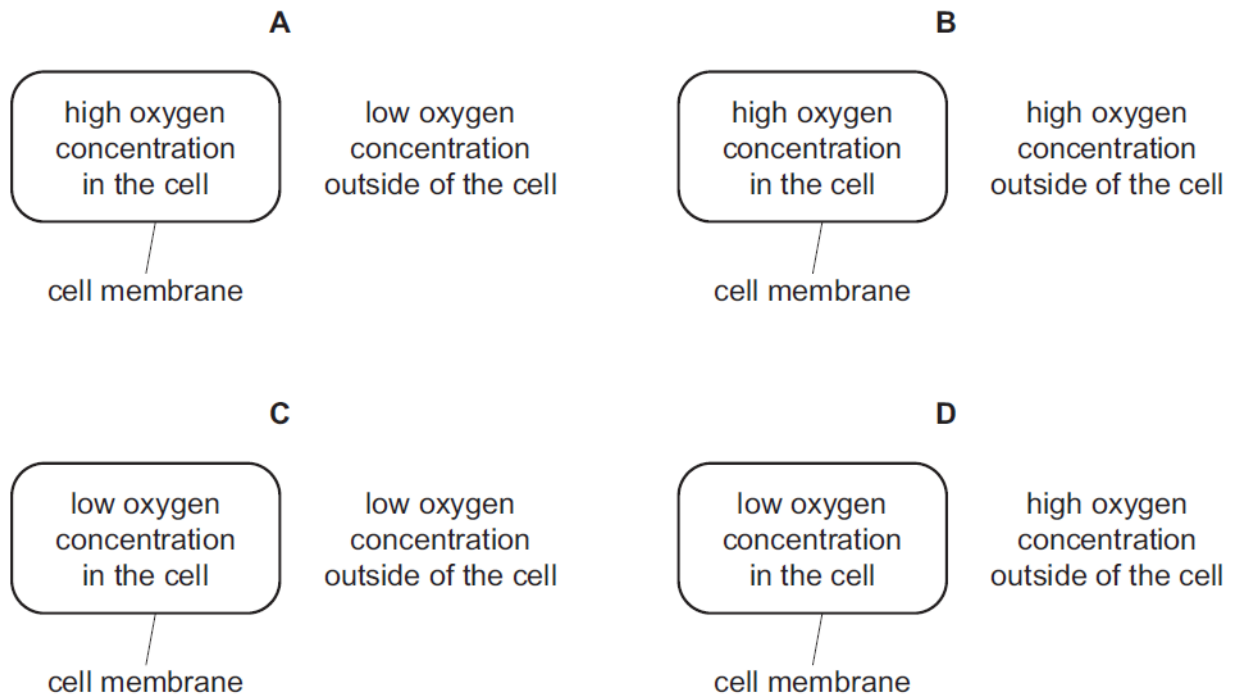 A
high oxygen
concentration
in the cell
low oxygen
concentration
outside of the cell
cell membrane
B
high oxygen
concentration
in the cell
high oxygen
concentration
outside of the cell
cell membrane
C
low oxygen
concentration
in the cell
low oxygen
concentration
outside of the cell
cell membrane
D
low oxygen
concentration
in the cell
high oxygen
concentration
outside of the cell
cell membrane